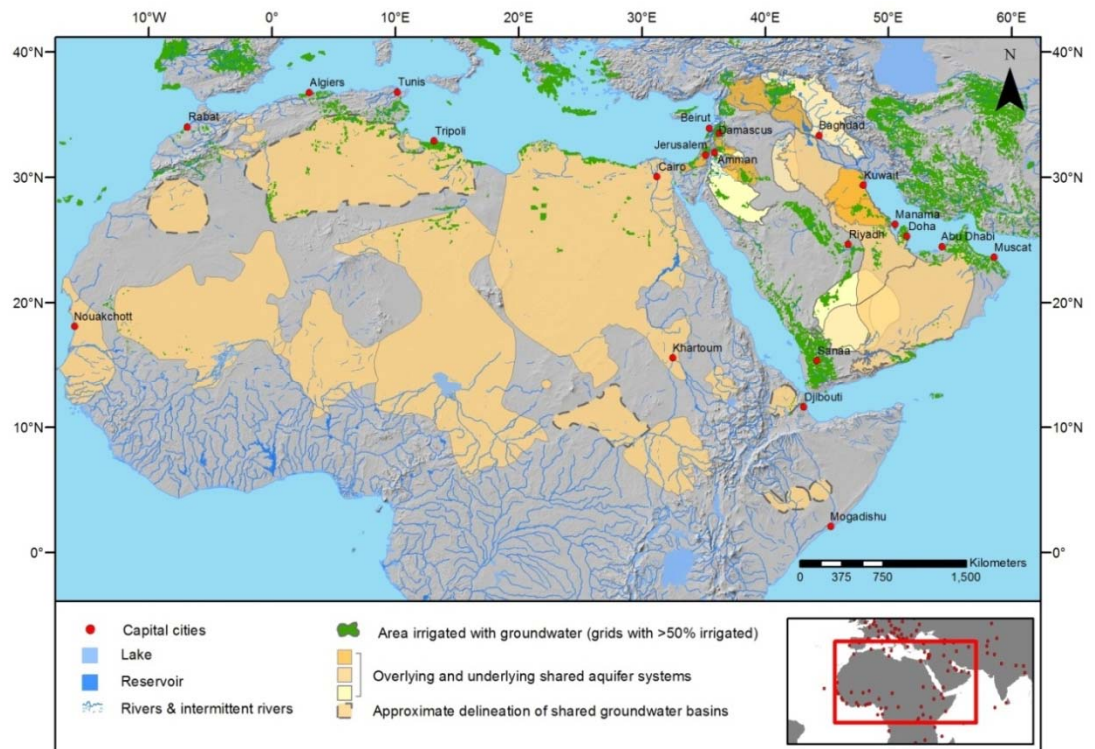 10°W 0° 10°E 20°E 30°E 40°E 50°E 60°E
40°N 40°N
N
Algiers Tunis
Rabat
Tripoli
Beirut
Damascus
Baghdad
Jerusalem
Amman
30°N Cairo 30°N
Kuwait
Manama
Doha
Riyadh Abu Dhabi
Muscat
20°N 20°N
Nouakchott
Khartoum
Sanaa
Djibouti
10°N 10°N
Mogadishu
0° 0°
Kilometers
0 375 750 1,500
Capital cities
Lake
Reservoir
Rivers & intermittent rivers
Area irrigated with groundwater (grids with >50% irrigated)
Overlying and underlying shared aquifer systems
Approximate delineation of shared groundwater basins